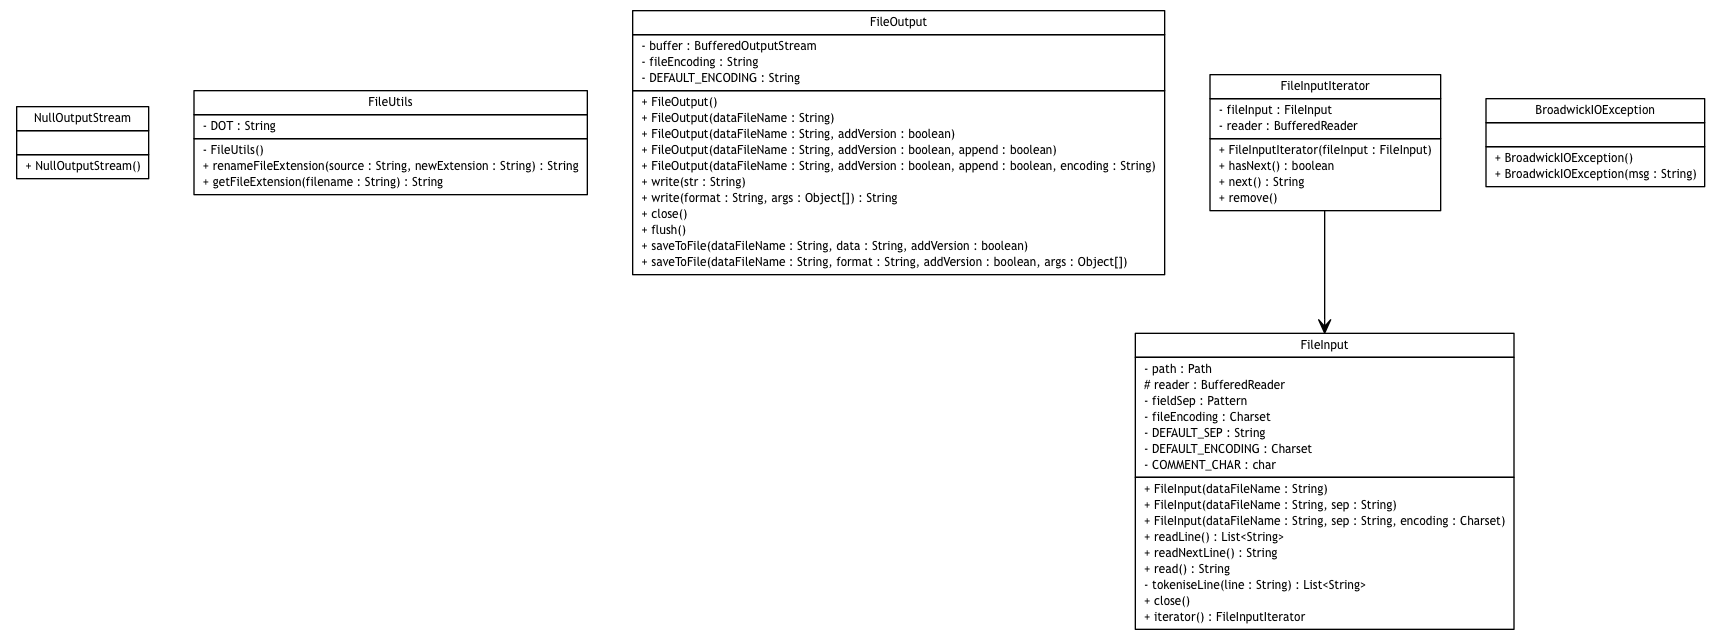 NullOutputStream
+ NullOutputStream()
FileUtils
- DOT : String
- FileUtils()
+ renameFileExtension(source : String, newExtension : String) : String
+ getFileExtension(filename : String) : String
FileOutput
- buffer : BufferedOutputStream
- fileEncoding : String
- DEFAULT_ENCODING : String
+ FileOutput()
+ FileOutput(dataFileName : String)
+ FileOutput(dataFileName : String, addVersion : boolean)
+ FileOutput(dataFileName : String, addVersion : boolean, append : boolean)
+ FileOutput(dataFileName : String, addVersion : boolean, append : boolean, encoding : String)
+ write(str : String)
+ write(format : String, args : Object[]) : String
+ close()
+ flush()
+ saveToFile(dataFileName : String, data : String, addVersion : boolean)
+ saveToFile(dataFileName : String, format : String, addVersion : boolean, args : Object[])
FileInputIterator
- fileInput : FileInput
- reader : BufferedReader
+ FileInputIterator(fileInput : FileInput)
+ hasNext() : boolean
+ next() : String
+ remove()
BroadwickIOException
+ BroadwickIOException()
+ BroadwickIOException(msg : String)
FileInput
- path : Path
# reader : BufferedReader
- fieldSep : Pattern
- fileEncoding : Charset
- DEFAULT_SEP : String
- DEFAULT_ENCODING : Charset
- COMMENT_CHAR : char
+ FileInput(dataFileName : String)
+ FileInput(dataFileName : String, sep : String)
+ FileInput(dataFileName : String, sep : String, encoding : Charset)
+ readLine() : List<String>
+ readNextLine() : String
+ read() : String
- tokeniseLine(line : String) : List<String>
+ close()
+ iterator() : FileInputIterator